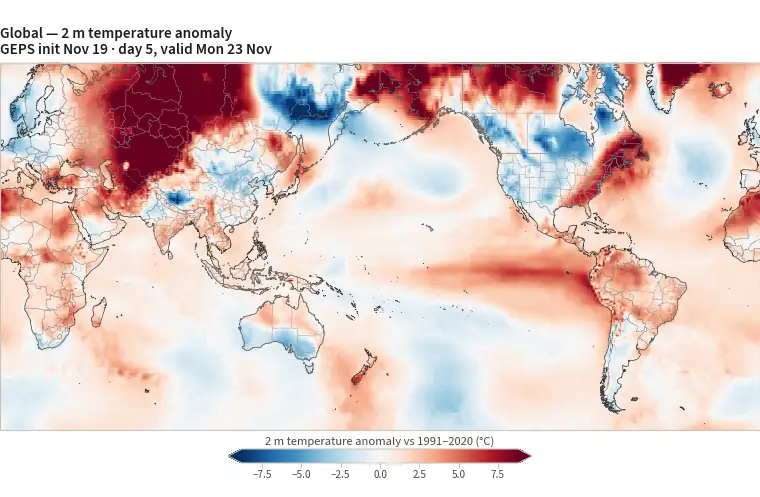 Global — 2 m temperature anomaly
GEPS init Nov 19 · day 5, valid Mon 23 Nov
2 m temperature anomaly vs 1991–2020 (°C)
−7.5 −5.0 −2.5 0.0 2.5 5.0 7.5